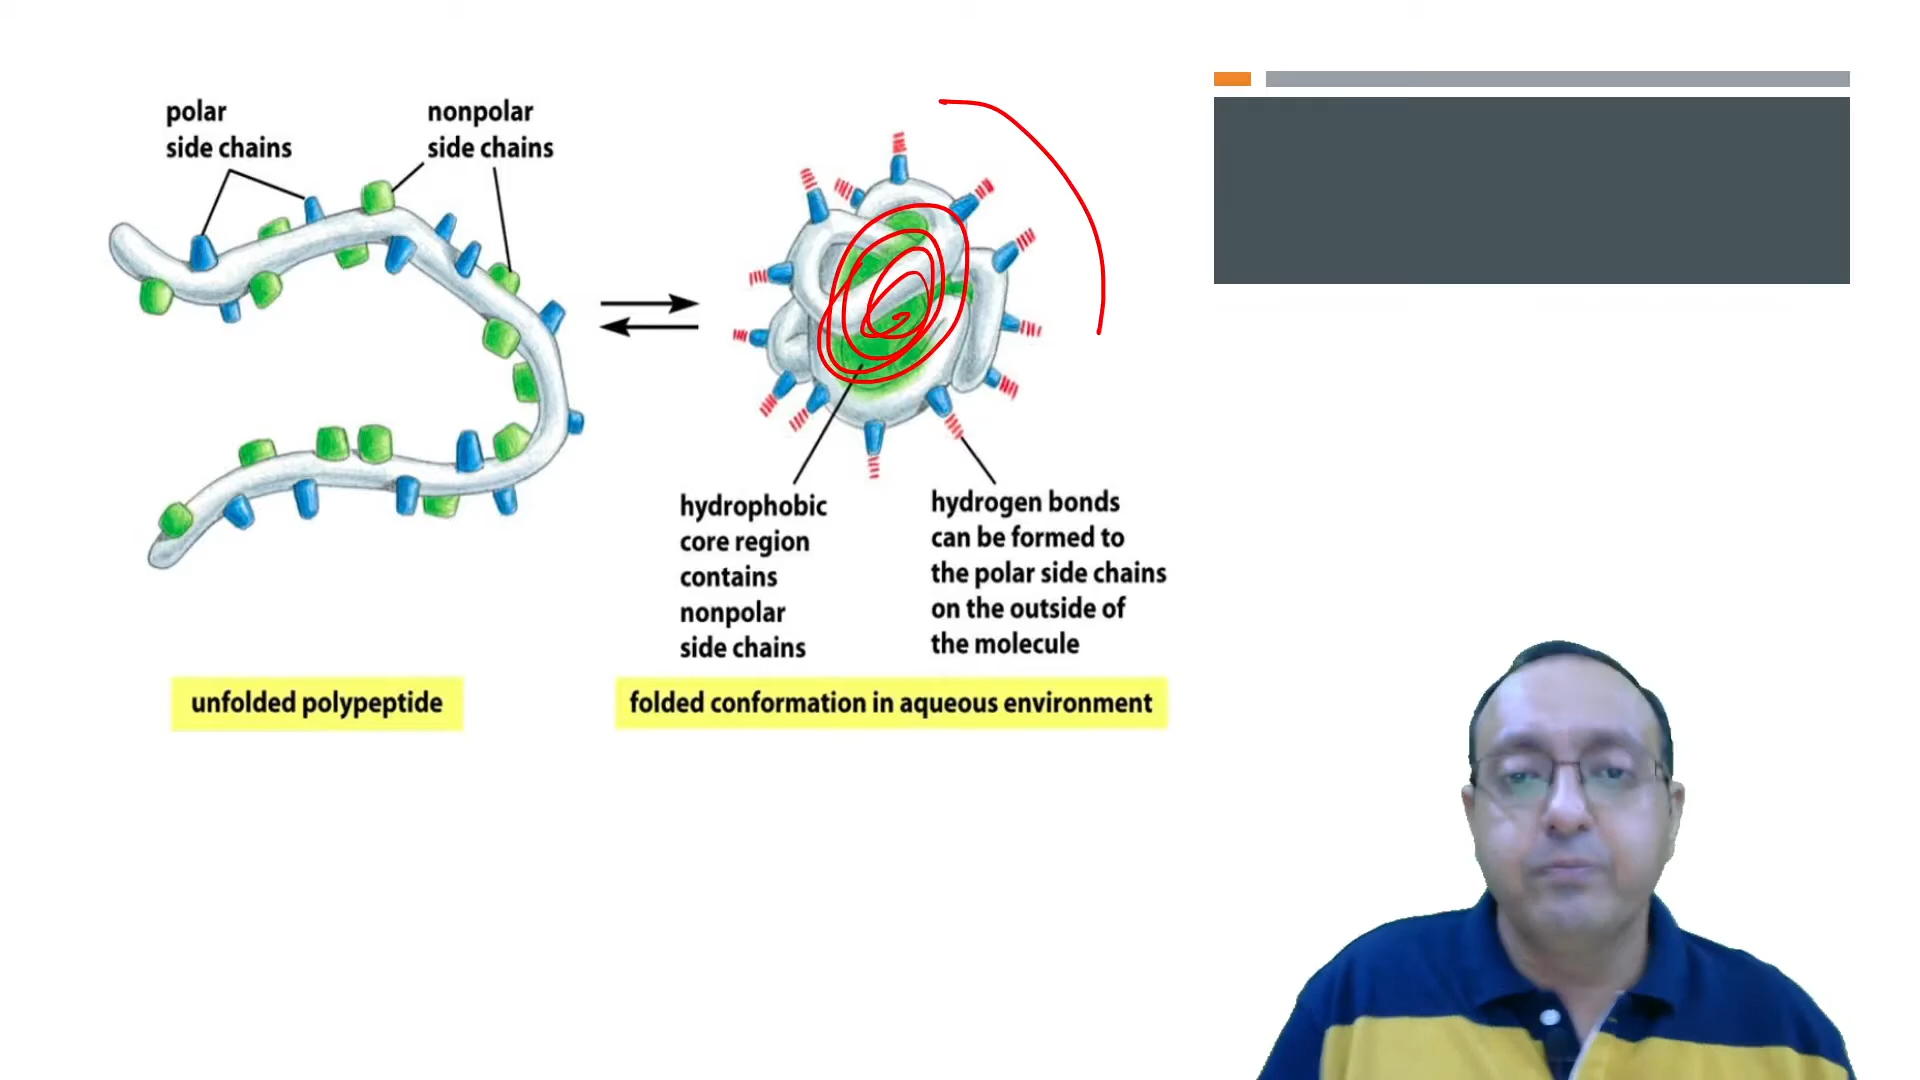 polar
side chains
nonpolar
side chains
hydrophobic
core region
contains
nonpolar
side chains
hydrogen bonds
can be formed to
the polar side chains
on the outside of
the molecule
unfolded polypeptide
folded conformation in aqueous environment